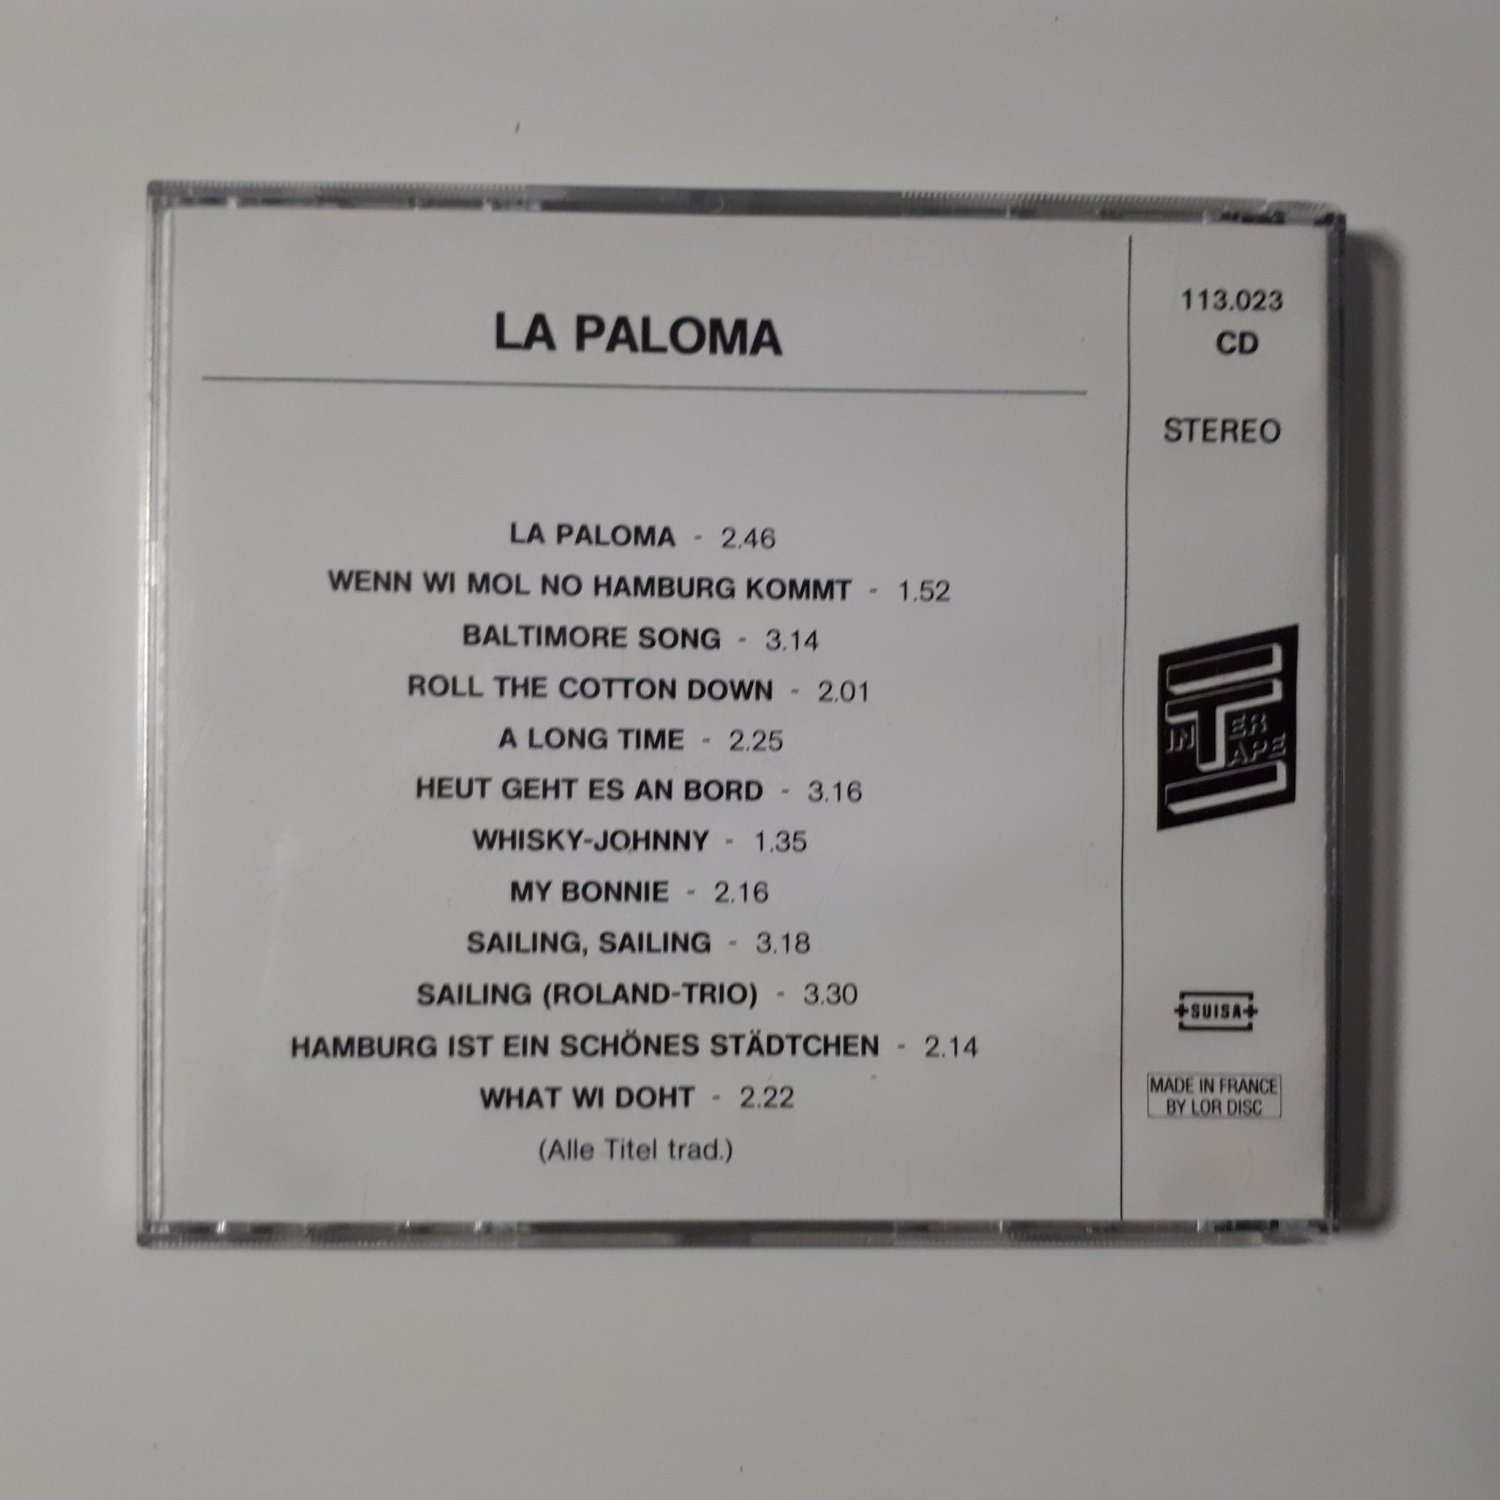 LA PALOMA
LA PALOMA - 2.46
WENN WI MOL NO HAMBURG KOMMT - 1.52
BALTIMORE SONG - 3.14
ROLL THE COTTON DOWN - 2.01
A LONG TIME - 2.25
HEUT GEHT ES AN BORD - 3.16
WHISKY-JOHNNY - 1.35
MY BONNIE - 2.16
SAILING, SAILING - 3.18
SAILING (ROLAND-TRIO) - 3.30
HAMBURG IST EIN SCHÖNES STÄDTCHEN - 2.14
WHAT WI DOHT - 2.22
(Alle Titel trad.)
113.023
CD
STEREO
INTER
TAPE
SUISA
MADE IN FRANCE
BY LOR DISC